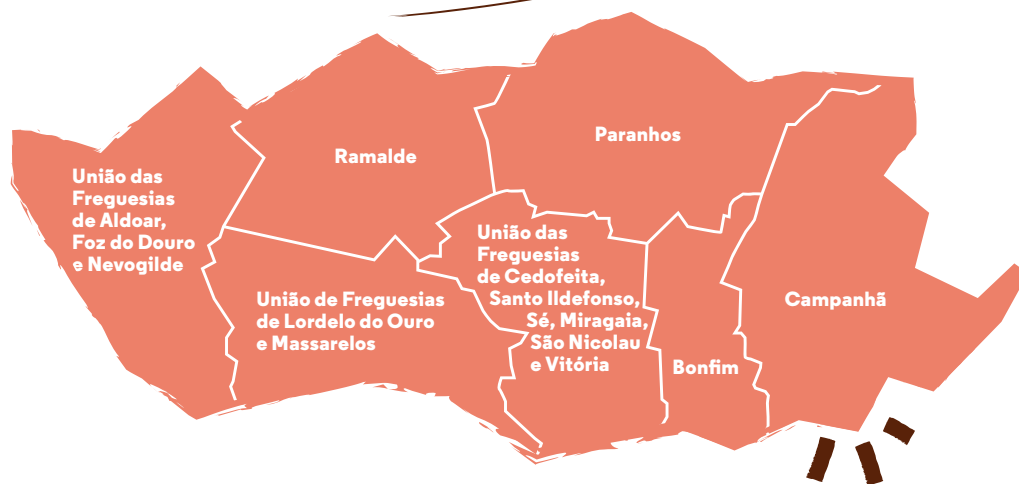 Paranhos
Ramalde
União das
Freguesias
de Aldoar,
Foz do Douro
e Nevogilde
União das
Freguesias
de Cedofeita,
Santo Ildefonso,
Sé, Miragaia,
São Nicolau
e Vitória
União de Freguesias
de Lordelo do Ouro
e Massarelos
Campanhã
Bonfim